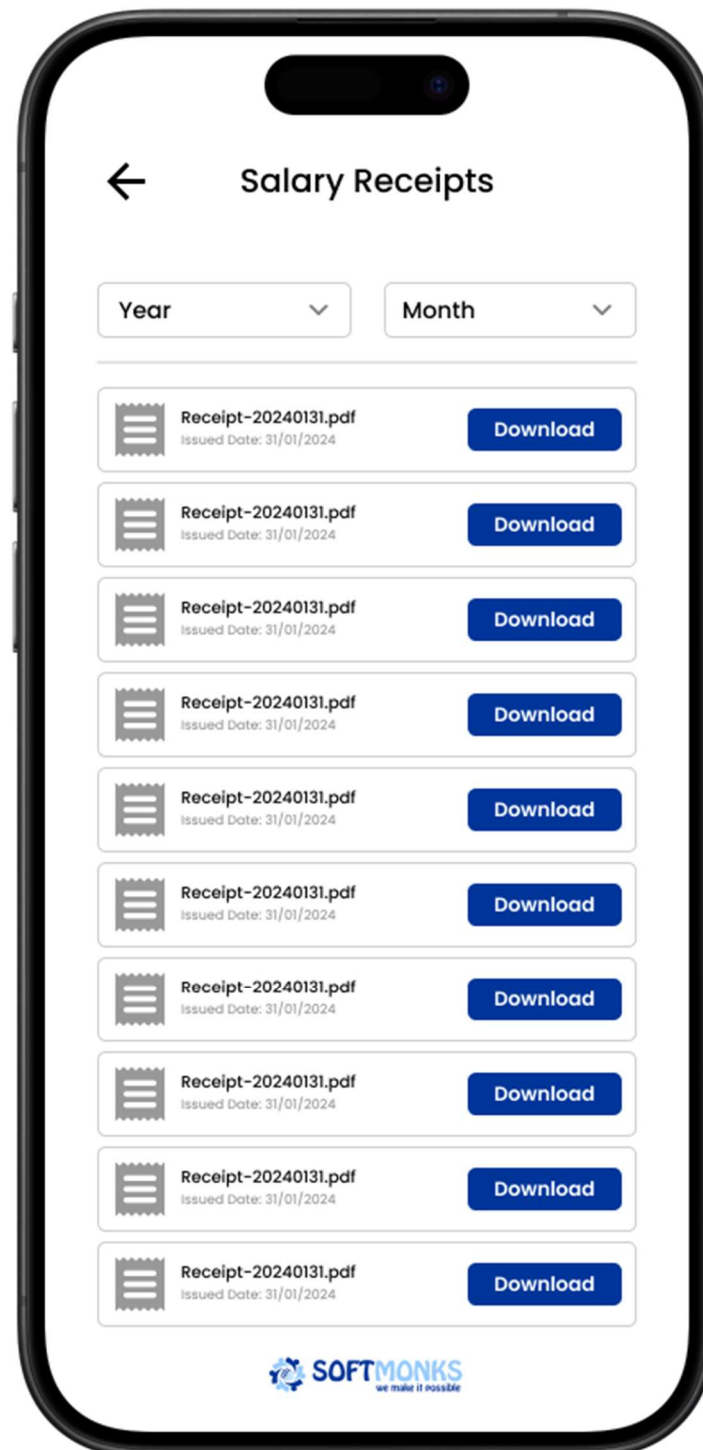 Salary Receipts
Year Month
Receipt-20240131.pdf
Issued Date: 31/01/2024
Download
Receipt-20240131.pdf
Issued Date: 31/01/2024
Download
Receipt-20240131.pdf
Issued Date: 31/01/2024
Download
Receipt-20240131.pdf
Issued Date: 31/01/2024
Download
Receipt-20240131.pdf
Issued Date: 31/01/2024
Download
Receipt-20240131.pdf
Issued Date: 31/01/2024
Download
Receipt-20240131.pdf
Issued Date: 31/01/2024
Download
Receipt-20240131.pdf
Issued Date: 31/01/2024
Download
Receipt-20240131.pdf
Issued Date: 31/01/2024
Download
Receipt-20240131.pdf
Issued Date: 31/01/2024
Download
SOFTMONKS
we make it possible